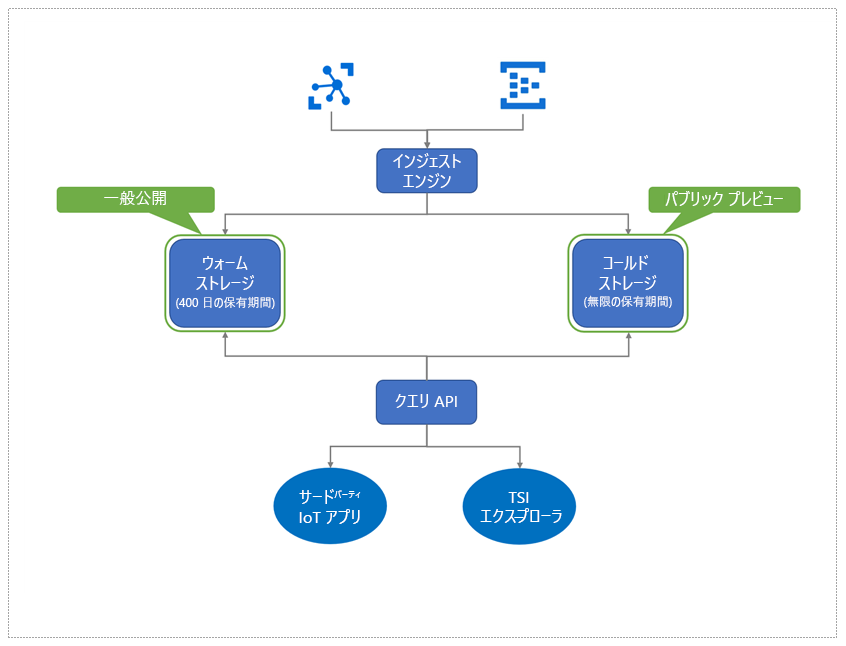 インジェスト
エンジン
一般公開
パブリック プレビュー
ウォーム
ストレージ
(400 日の保有期間)
コールド
ストレージ
(無限の保有期間)
クエリ API
サードパーティ
IoT アプリ
TSI
エクスプローラ